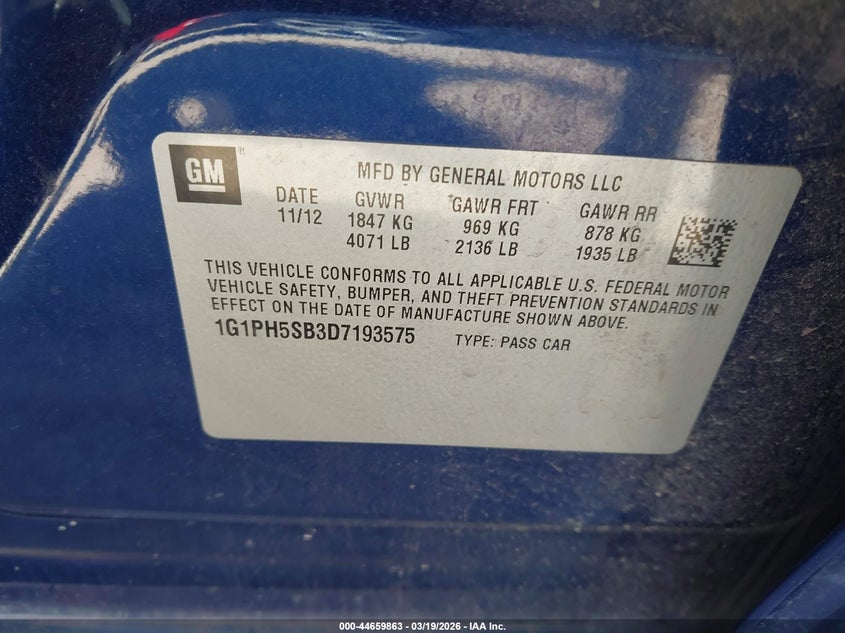 GM
MFD BY GENERAL MOTORS LLC
DATE GVWR GAWR FRT GAWR RR
11/12 1847 KG 969 KG 878 KG
4071 LB 2136 LB 1935 LB
THIS VEHICLE CONFORMS TO ALL APPLICABLE U.S. FEDERAL MOTOR
VEHICLE SAFETY, BUMPER, AND THEFT PREVENTION STANDARDS IN
EFFECT ON THE DATE OF MANUFACTURE SHOWN ABOVE.
1G1PH5SB3D7193575 TYPE: PASS CAR
000-44659863 - 03/19/2026 - IAA Inc.